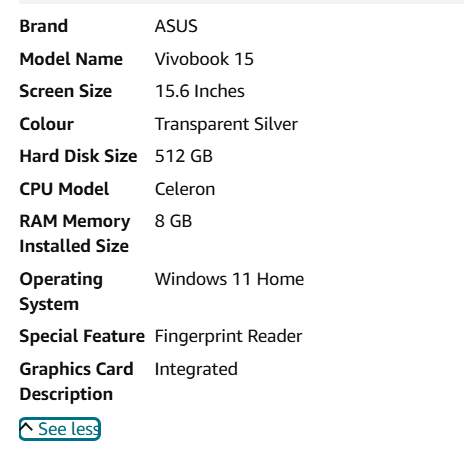 Brand ASUS
Model Name Vivobook 15
Screen Size 15.6 Inches
Colour Transparent Silver
Hard Disk Size 512 GB
CPU Model Celeron
RAM Memory 8 GB
Installed Size
Operating Windows 11 Home
System
Special Feature Fingerprint Reader
Graphics Card Integrated
Description
See less